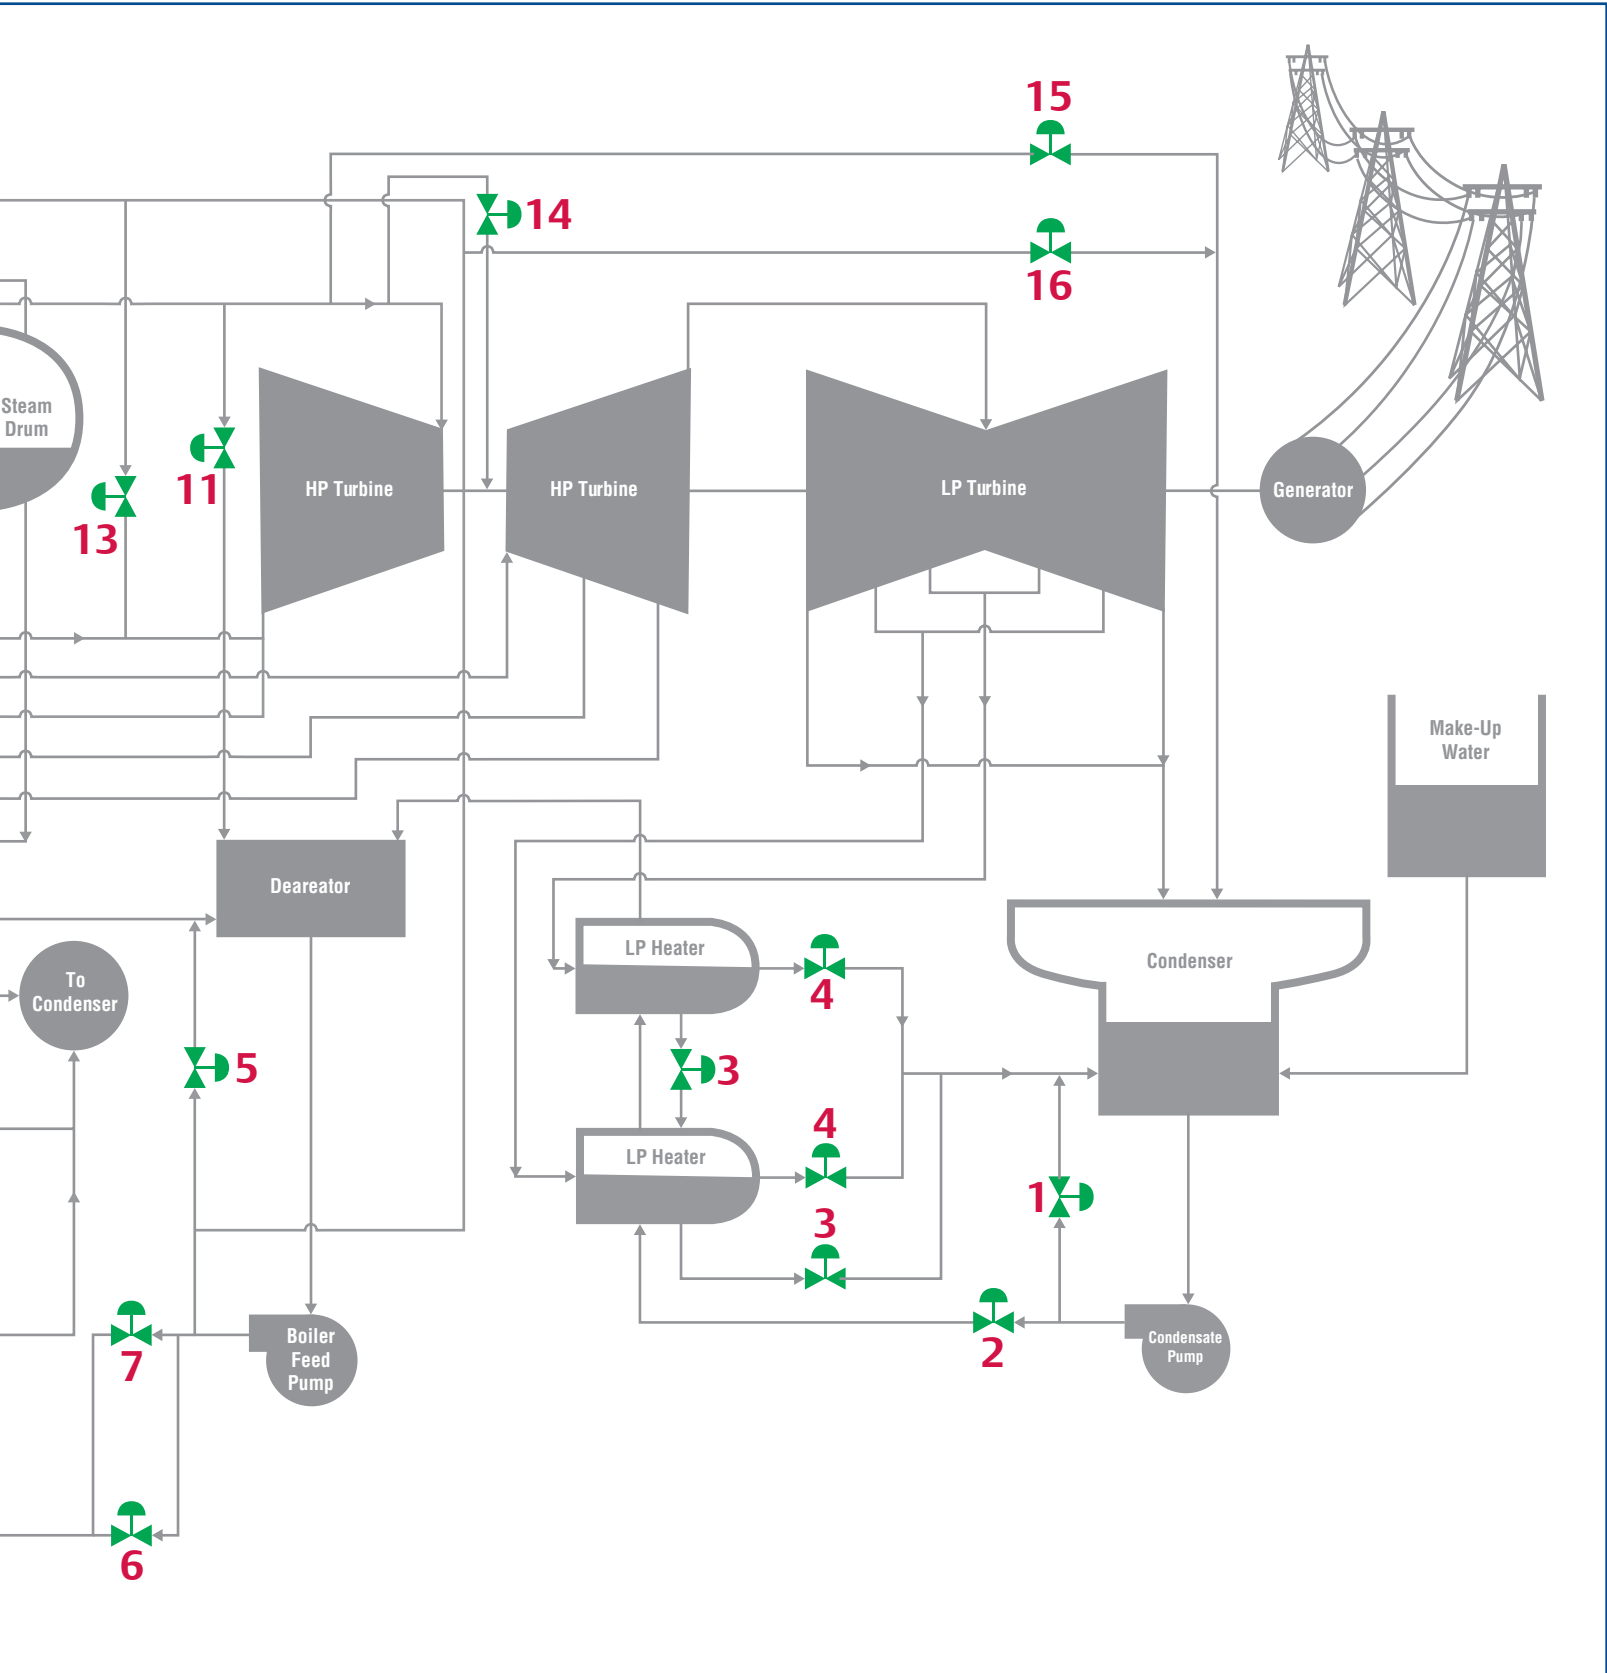 15
14
16
Steam
Drum
11
HP Turbine
HP Turbine
LP Turbine
Generator
13
Make-Up
Water
Deareator
LP Heater
Condenser
To
Condenser
4
5
3
4
LP Heater
1
3
7
Boiler
Feed
Pump
2
Condensate
Pump
6